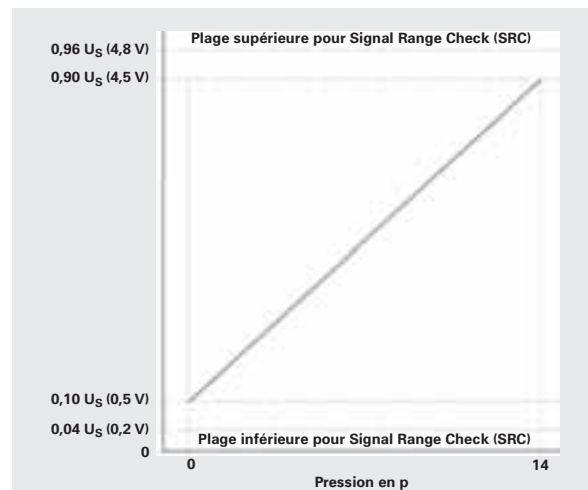 Plage supérieure pour Signal Range Check (SRC)
0,96 US (4,8 V)
0,90 US (4,5 V)
0,10 US (0,5 V)
0,04 US (0,2 V)
Plage inférieure pour Signal Range Check (SRC)
0
0
14
Pression en p